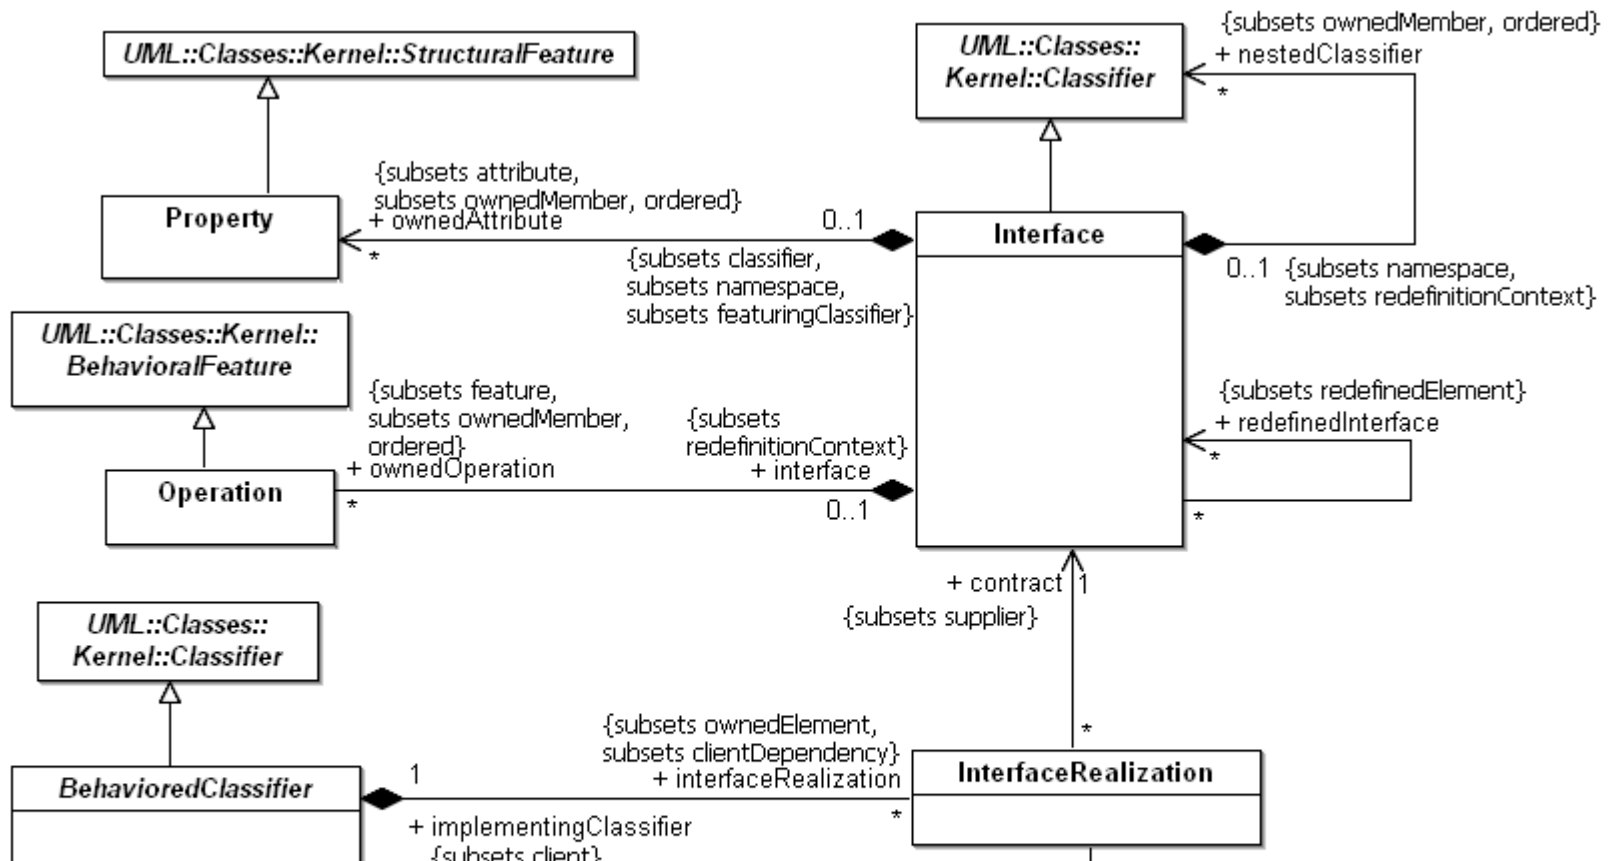 UML::Classes::Kernel::StructuralFeature
UML::Classes::
Kernel::Classifier
{subsets ownedMember, ordered}
+ nestedClassifier
*
{subsets attribute,
subsets ownedMember, ordered}
+ ownedAttribute
0..1
*
Property
Interface
{subsets classifier,
subsets namespace,
subsets featuringClassifier}
0..1 {subsets namespace,
subsets redefinitionContext}
UML::Classes::Kernel::
BehavioralFeature
{subsets feature,
subsets ownedMember,
ordered}
+ ownedOperation
*
{subsets
redefinitionContext}
+ interface
0..1
{subsets redefinedElement}
+ redefinedInterface
*
*
Operation
+ contract 1
{subsets supplier}
*
UML::Classes::
Kernel::Classifier
{subsets ownedElement,
subsets clientDependency}
+ interfaceRealization
*
1
BehavioredClassifier
InterfaceRealization
+ implementingClassifier
{subsets client}